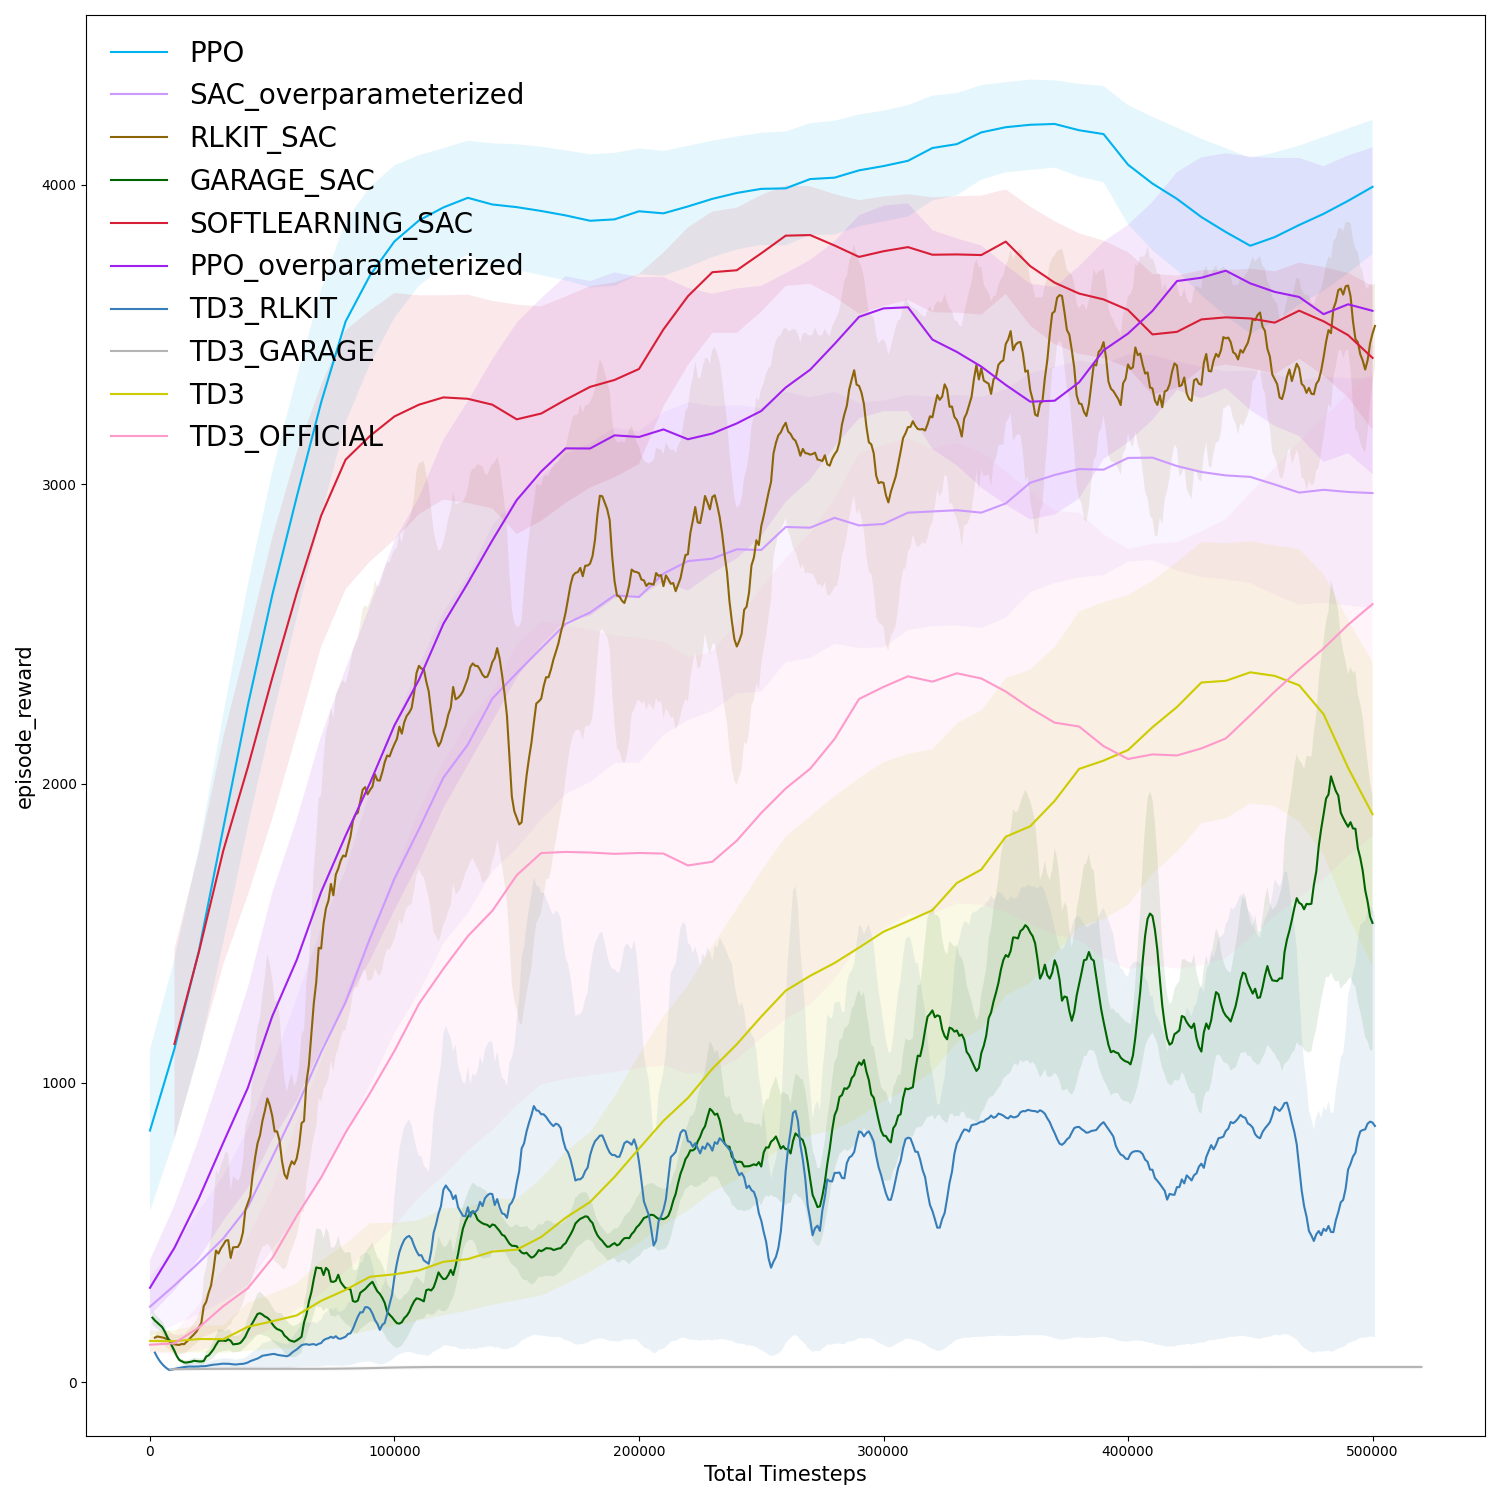 PPO
SAC_overparameterized
RLKIT_SAC
GARAGE_SAC
SOFTLEARNING_SAC
PPO_overparameterized
TD3_RLKIT
TD3_GARAGE
TD3
TD3_OFFICIAL
4000
3000
2000
1000
0
episode_reward
0
100000
200000
300000
400000
500000
Total Timesteps